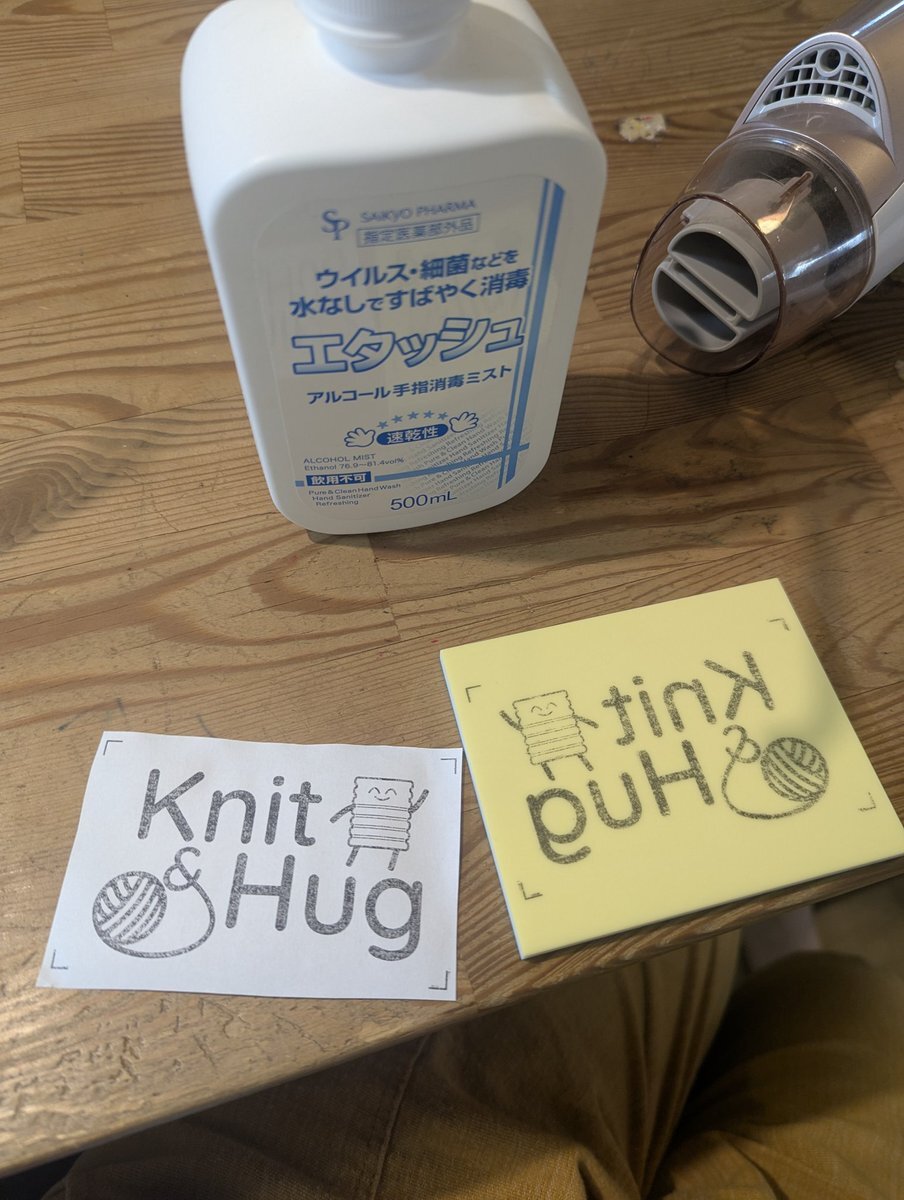 SP SAIKYO PHARMA
指定医薬部外品
ウイルス・細菌などを
水なしですばやく消毒
エタッシュ
アルコール手指消毒ミスト
速乾性
ALCOHOL MIST
Ethanol 76.9~81.4vol%
飲用不可
Pure & Clean Hand Wash
Hand Sanitizer
Refreshing
500mL
Knit
& Hug
Knit
& Hug